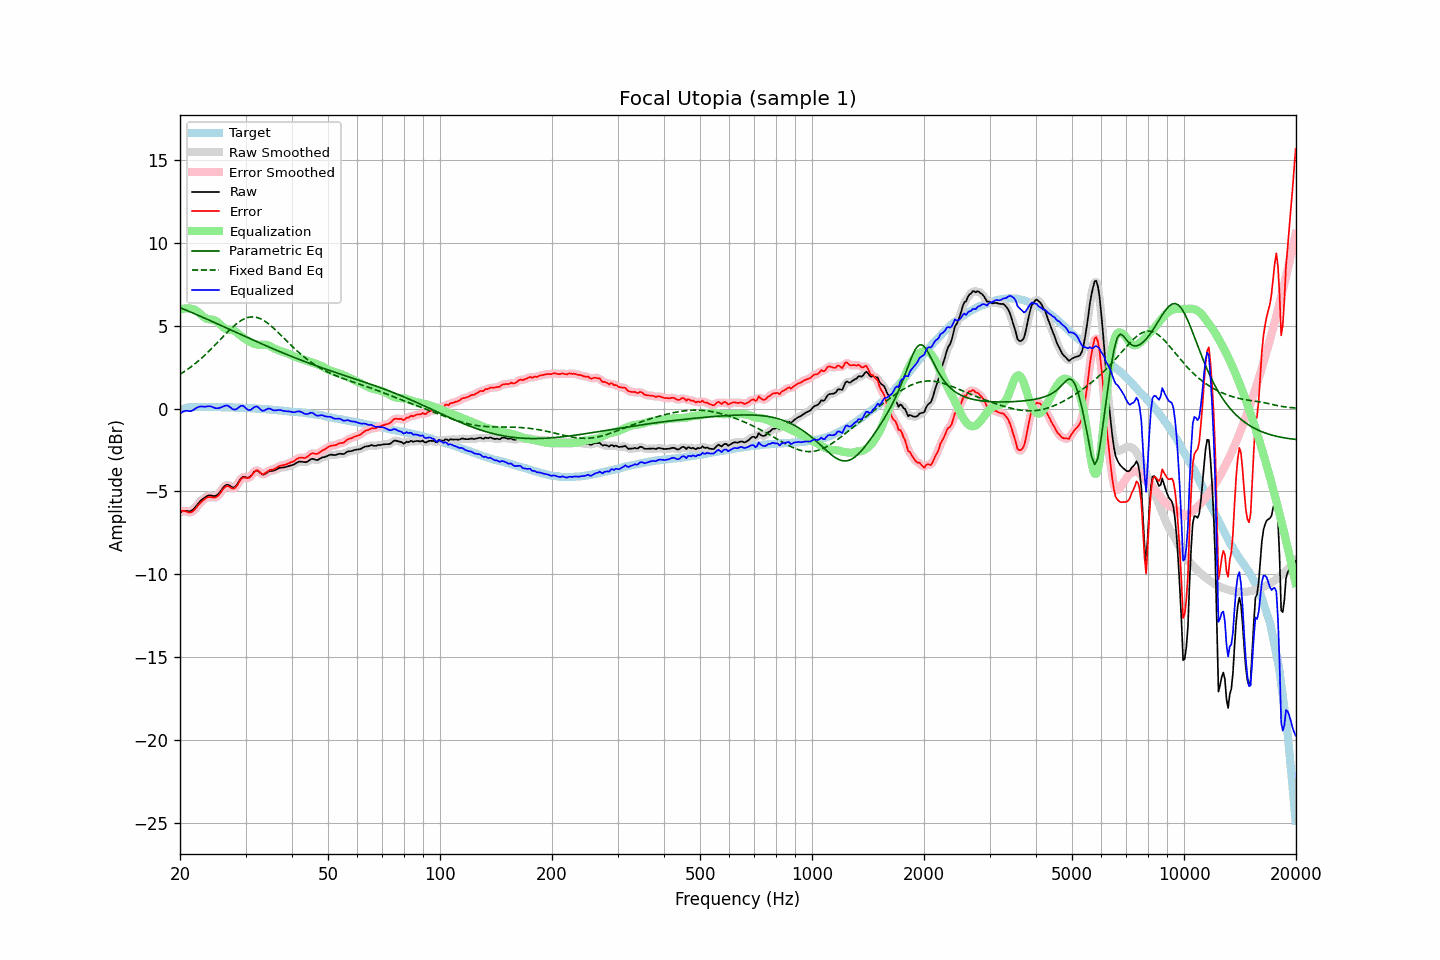 Focal Utopia (sample 1)
Target
Raw Smoothed
Error Smoothed
Raw
Error
Equalization
Parametric Eq
Fixed Band Eq
Equalized
15
10
5
0
−5
−10
−15
−20
−25
Amplitude (dBr)
20 50 100 200 500 1000 2000 5000 10000 20000
Frequency (Hz)